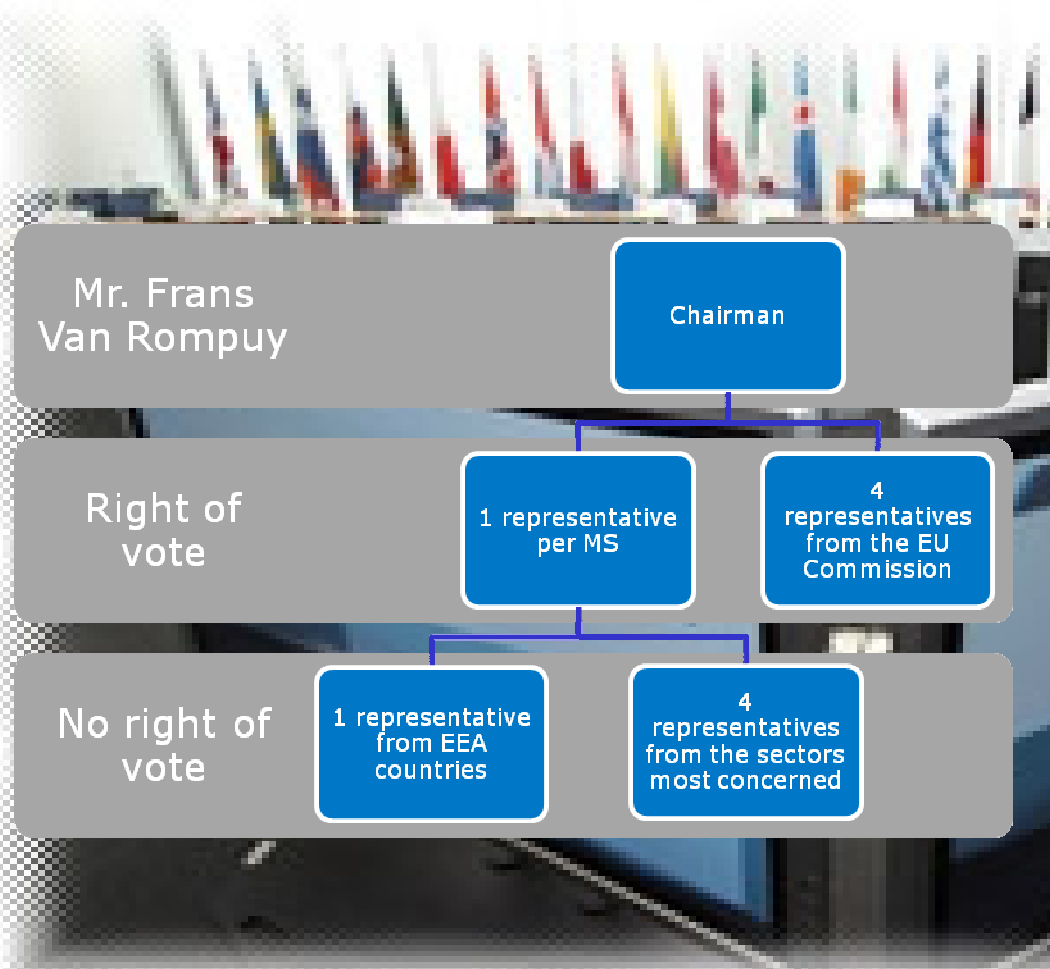 Mr. Frans
Van Rompuy
Chairman
Right of
vote
1 representative
per MS
4
representatives
from the EU
Commission
No right of
vote
1 representative
from EEA
countries
4
representatives
from the sectors
most concerned